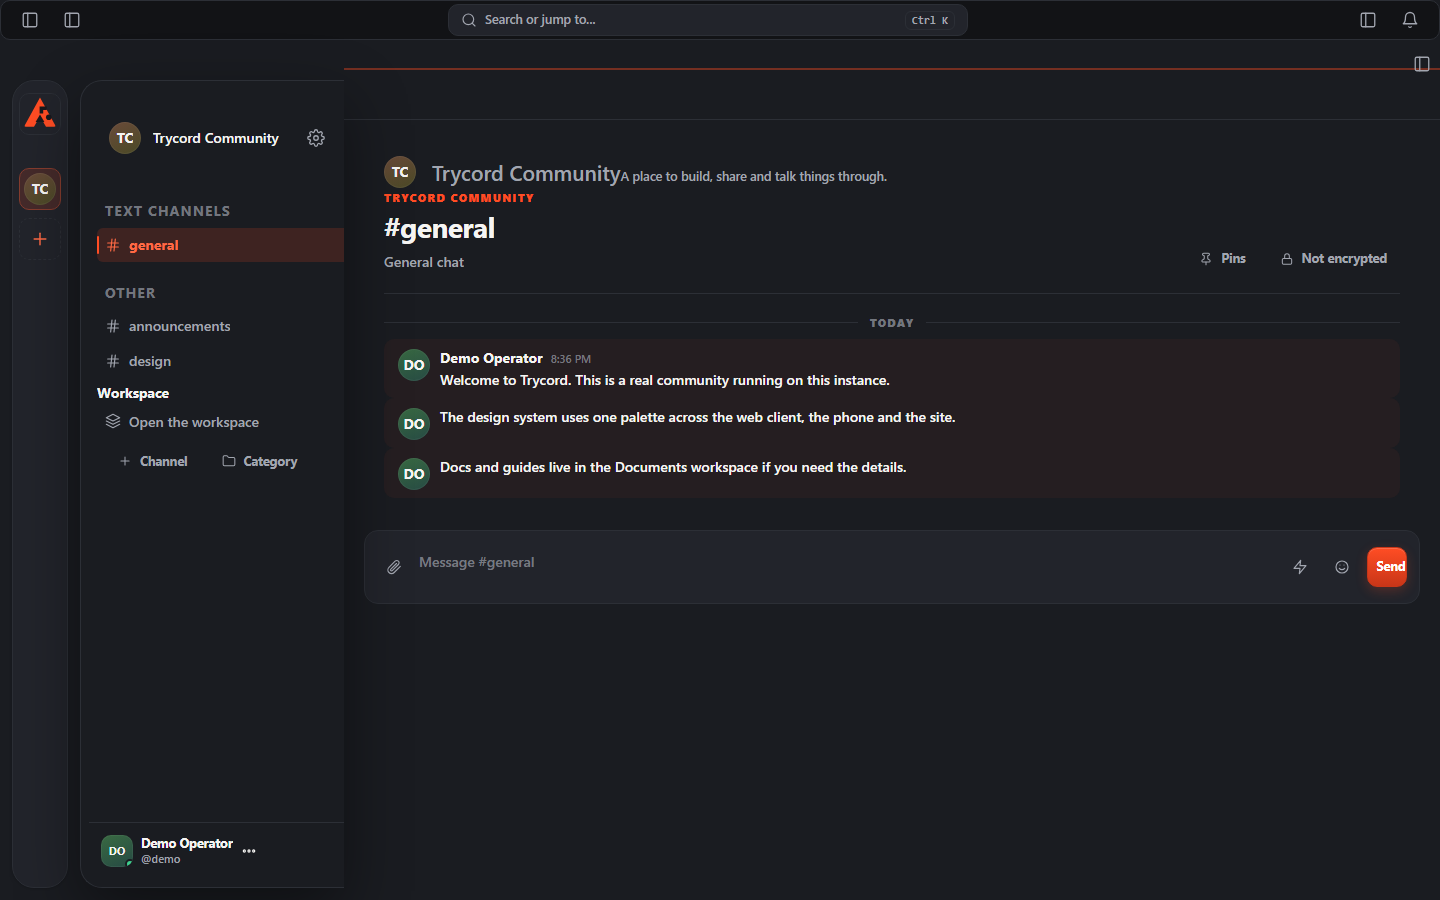 Search or jump to...
Ctrl K
TC
Trycord Community
TC
TEXT CHANNELS
general
OTHER
announcements
design
Workspace
Open the workspace
Channel
Category
DO
Demo Operator
@demo
TC
Trycord Community A place to build, share and talk things through.
TRYCORD COMMUNITY
#general
General chat
Pins
Not encrypted
TODAY
DO
Demo Operator 8:36 PM
Welcome to Trycord. This is a real community running on this instance.
DO
The design system uses one palette across the web client, the phone and the site.
DO
Docs and guides live in the Documents workspace if you need the details.
Message #general
Send